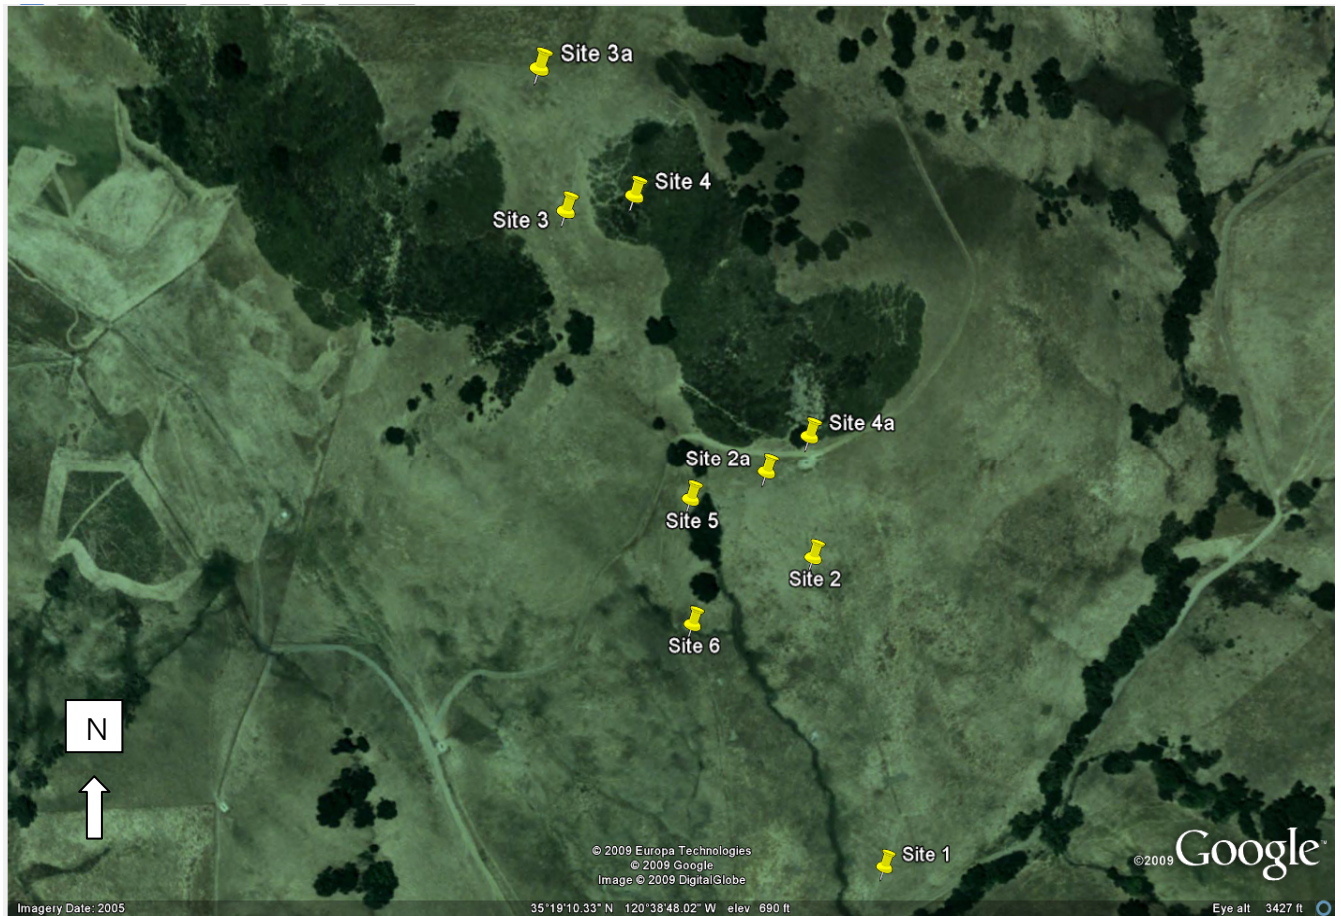 Site 3a
Site 4
Site 3
Site 4a
Site 2a
Site 5
Site 2
Site 6
N
Site 1
© 2009 Europa Technologies
© 2009 Google
Image © 2009 DigitalGlobe
©2009 Google™
Imagery Date: 2005
35°19'10.33" N 120°38'48.02" W elev 690 ft
Eye alt 3427 ft